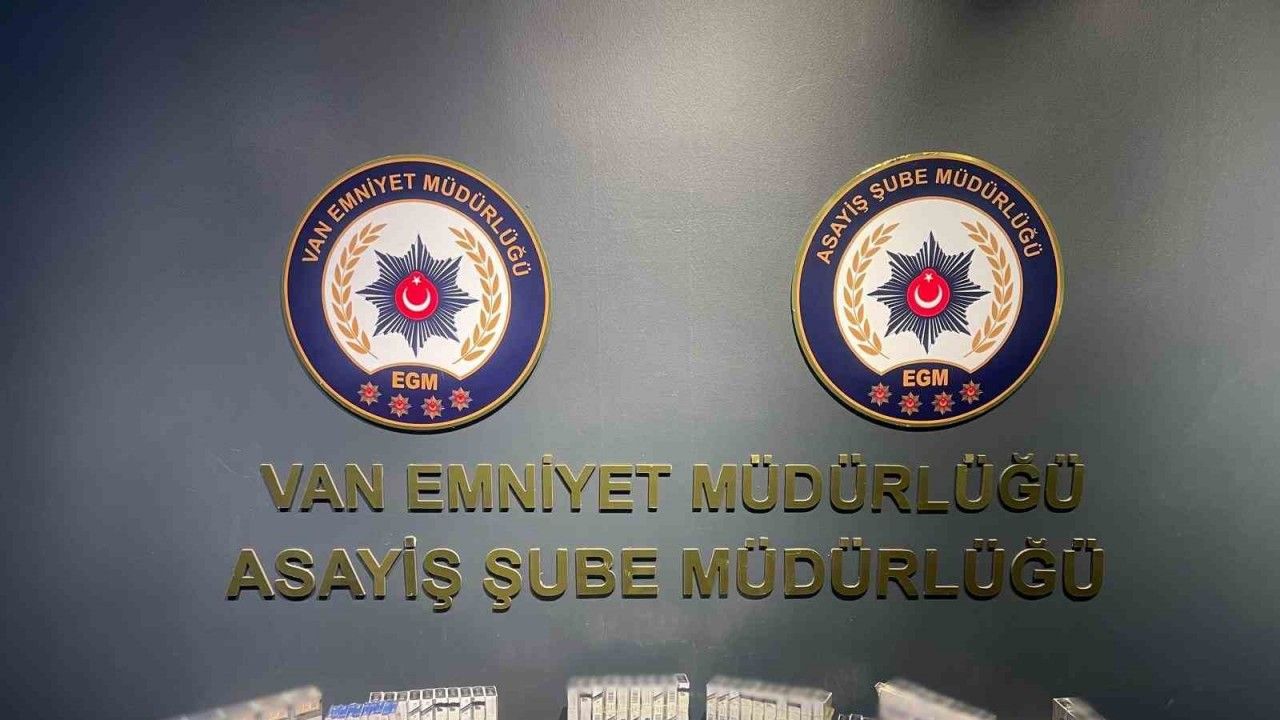 VAN EMNİYET MÜDÜRLÜĞÜ
EGM
ASAYİŞ ŞUBE MÜDÜRLÜĞÜ
EGM
VAN EMNİYET MÜDÜRLÜĞÜ
ASAYİŞ ŞUBE MÜDÜRLÜĞÜ